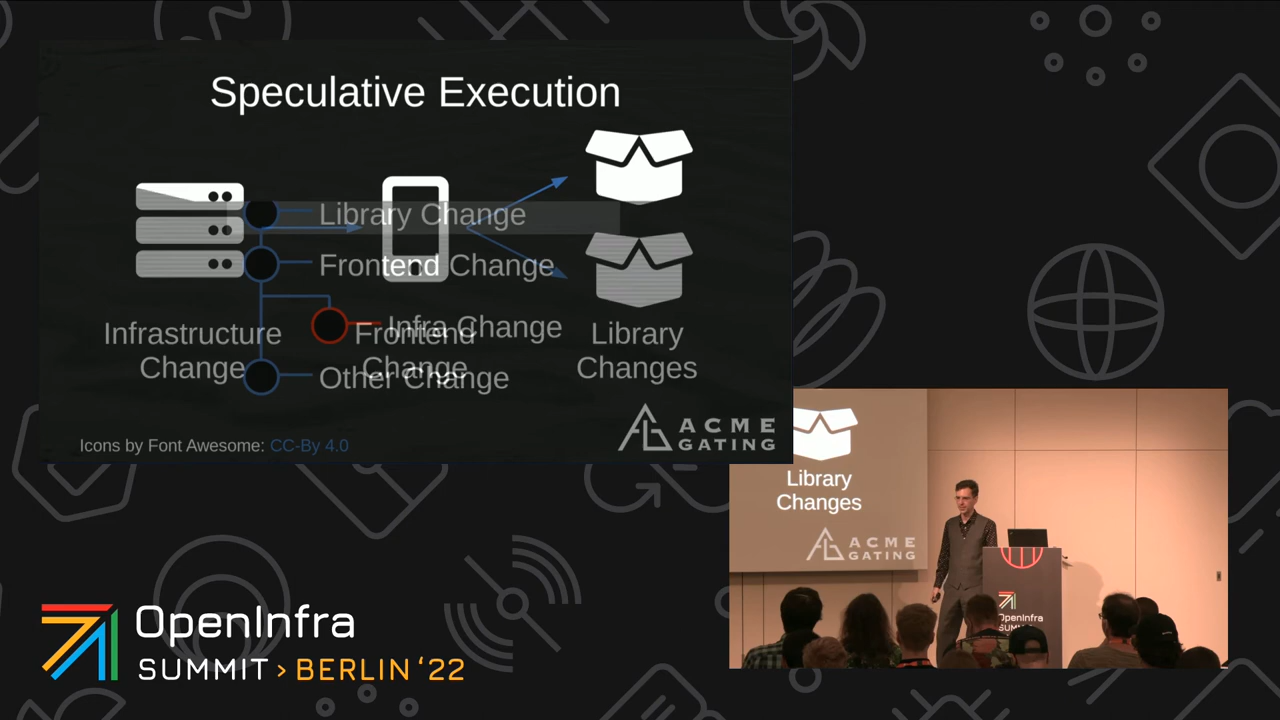 Speculative Execution
Library Change
Frontend Change
Infra Change
Other Change
Infrastructure
Change
Frontend
Change
Library
Changes
Icons by Font Awesome: CC-By 4.0
ACME
GATING
Library
Changes
ACME
GATING
OpenInfra
SUMMIT
OpenInfra
SUMMIT > BERLIN '22